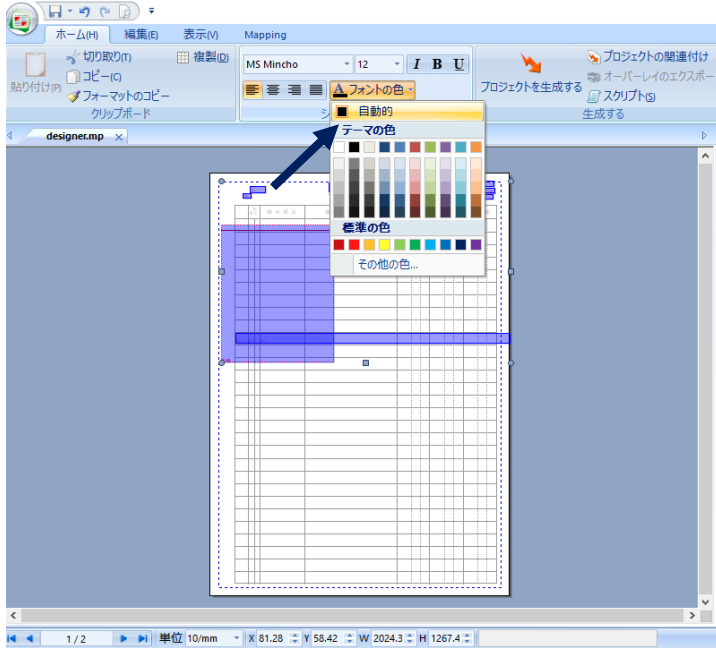 ホーム(H) 編集(E) 表示(V) Mapping
切り取り(T) 複製(D)
貼り付け(P) コピー(C)
フォーマットのコピー
クリップボード
MS Mincho 12 I B U
A フォントの色
プロジェクトを生成する
プロジェクトの関連付け
オーバーレイのエクスポー
スクリプト(S)
生成する
自動的
テーマの色
標準の色
その他の色...
designer.mp
1 / 2 単位 10/mm X 81.28 Y 58.42 W 2024.3 H 1267.4